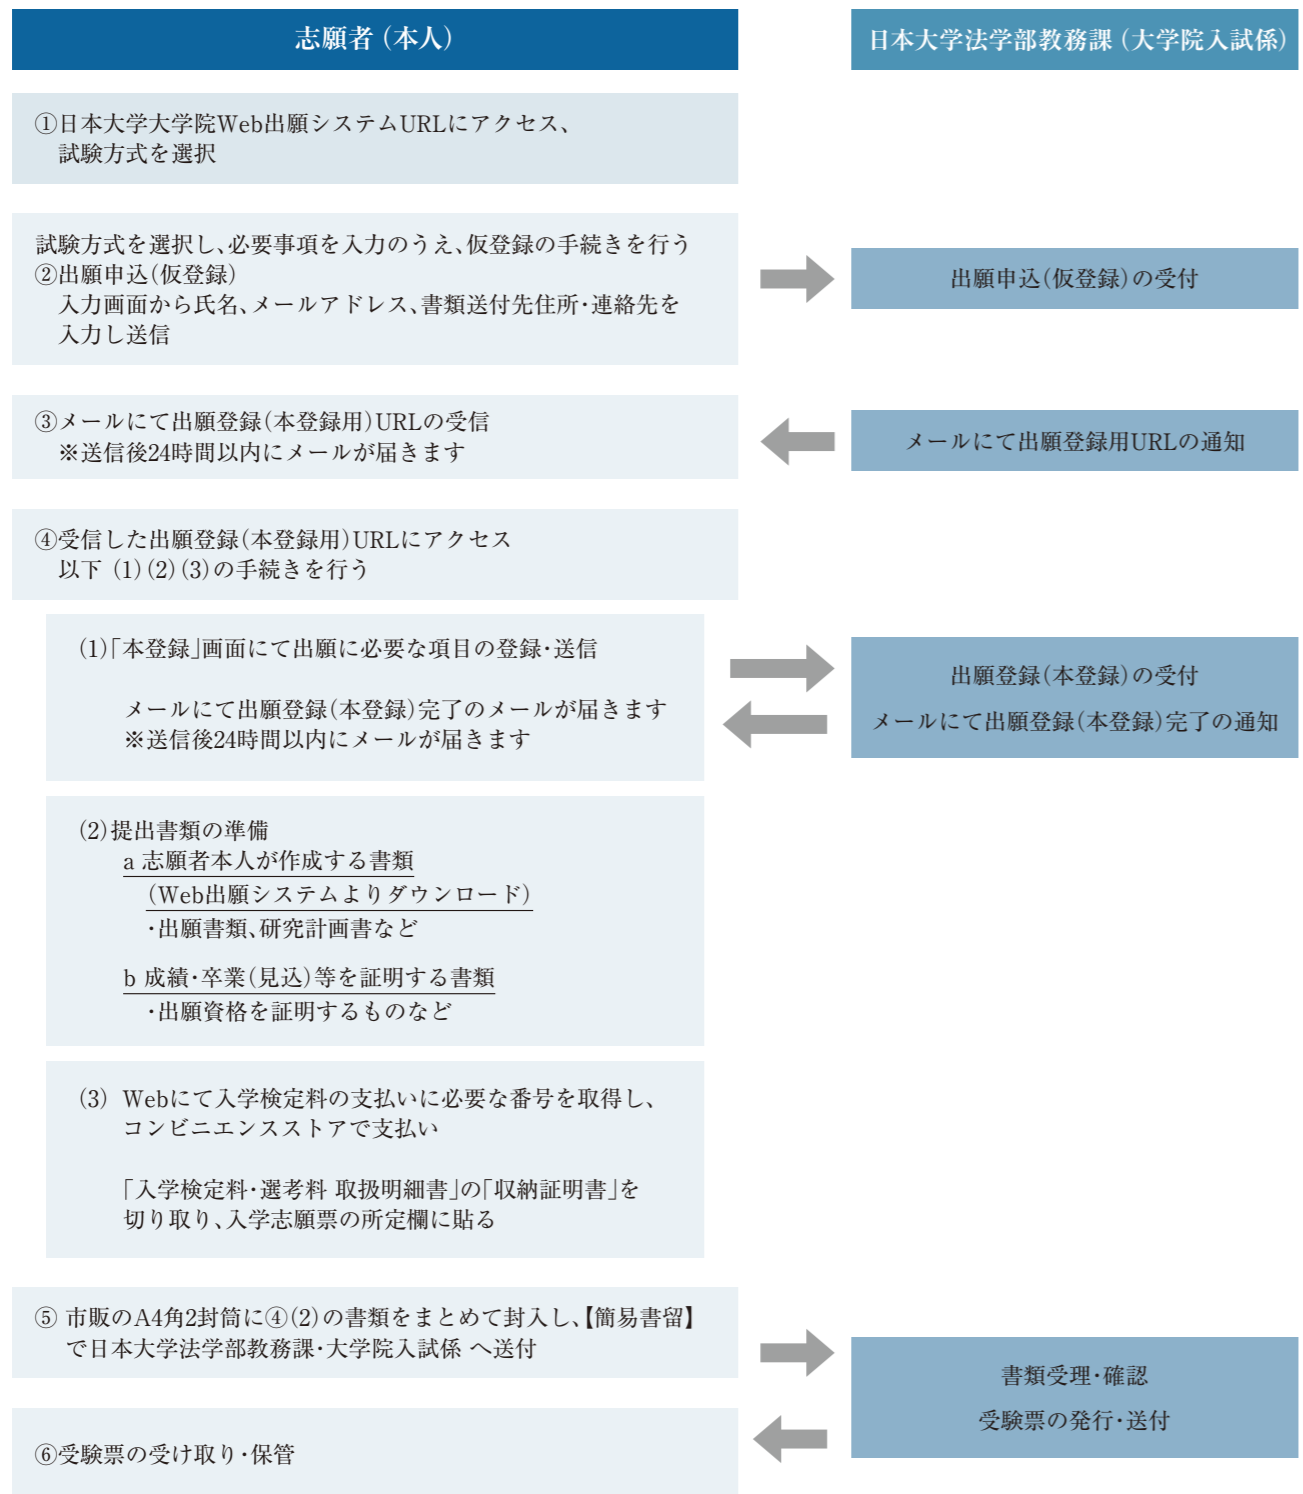 志願者（本人）
日本大学法学部教務課（大学院入試係）
①日本大学大学院Web出願システムURLにアクセス、
試験方式を選択
試験方式を選択し、必要事項を入力のうえ、仮登録の手続きを行う
②出願申込（仮登録）
入力画面から氏名、メールアドレス、書類送付先住所・連絡先を
入力し送信
出願申込（仮登録）の受付
③メールにて出願登録（本登録用）URLの受信
※送信後24時間以内にメールが届きます
メールにて出願登録用URLの通知
④受信した出願登録（本登録用）URLにアクセス
以下（1）（2）（3）の手続きを行う
（1）「本登録」画面にて出願に必要な項目の登録・送信
メールにて出願登録（本登録）完了のメールが届きます
※送信後24時間以内にメールが届きます
出願登録（本登録）の受付
メールにて出願登録（本登録）完了の通知
（2）提出書類の準備
a 志願者本人が作成する書類
（Web出願システムよりダウンロード）
・出願書類、研究計画書など
b 成績・卒業（見込）等を証明する書類
・出願資格を証明するものなど
（3） Webにて入学検定料の支払いに必要な番号を取得し、
コンビニエンスストアで支払い
「入学検定料・選考料 取扱明細書」の「収納証明書」を
切り取り、入学志願票の所定欄に貼る
⑤ 市販のA4角2封筒に④（2）の書類をまとめて封入し、【簡易書留】
で日本大学法学部教務課・大学院入試係 へ送付
書類受理・確認
受験票の発行・送付
⑥受験票の受け取り・保管